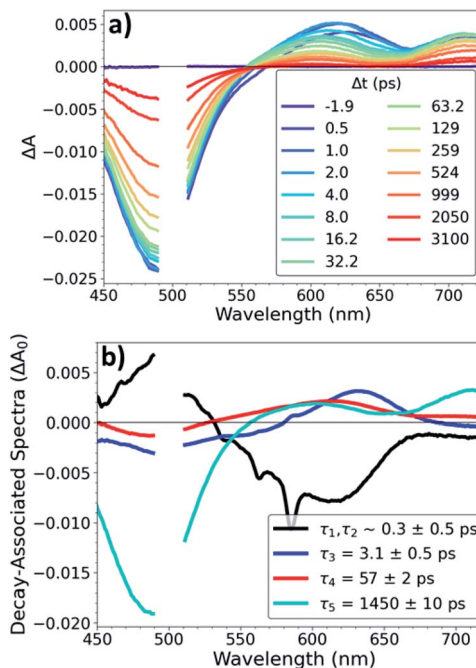 a)
0.005
0.000
−0.005
−0.010
−0.015
−0.020
−0.025
ΔA
Δt (ps)
-1.9 63.2
0.5 129
1.0 259
2.0 524
4.0 999
8.0 2050
16.2 3100
32.2
450 500 550 600 650 700
Wavelength (nm)
b)
0.005
0.000
−0.005
−0.010
−0.015
−0.020
Decay-Associated Spectra (ΔA₀)
τ₁,τ₂ ~ 0.3 ± 0.5 ps
τ₃ = 3.1 ± 0.5 ps
τ₄ = 57 ± 2 ps
τ₅ = 1450 ± 10 ps
450 500 550 600 650 700
Wavelength (nm)